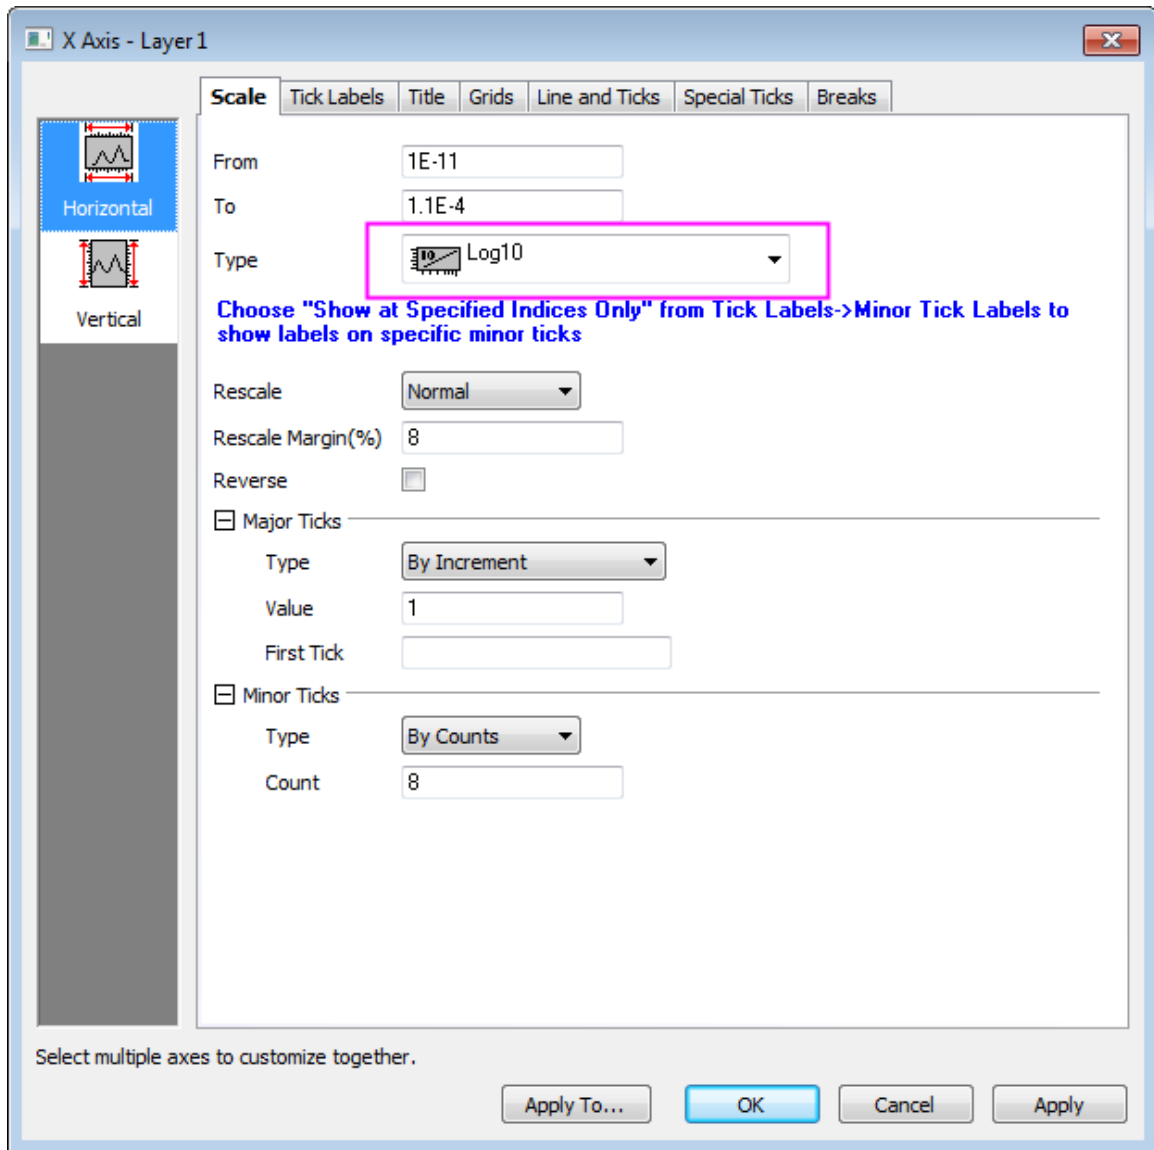 X Axis - Layer 1
Scale Tick Labels Title Grids Line and Ticks Special Ticks Breaks
Horizontal
Vertical
From 1E-11
To 1.1E-4
Type 10 Log10
Choose "Show at Specified Indices Only" from Tick Labels->Minor Tick Labels to
show labels on specific minor ticks
Rescale Normal
Rescale Margin(%) 8
Reverse
Major Ticks
Type By Increment
Value 1
First Tick
Minor Ticks
Type By Counts
Count 8
Select multiple axes to customize together.
Apply To... OK Cancel Apply